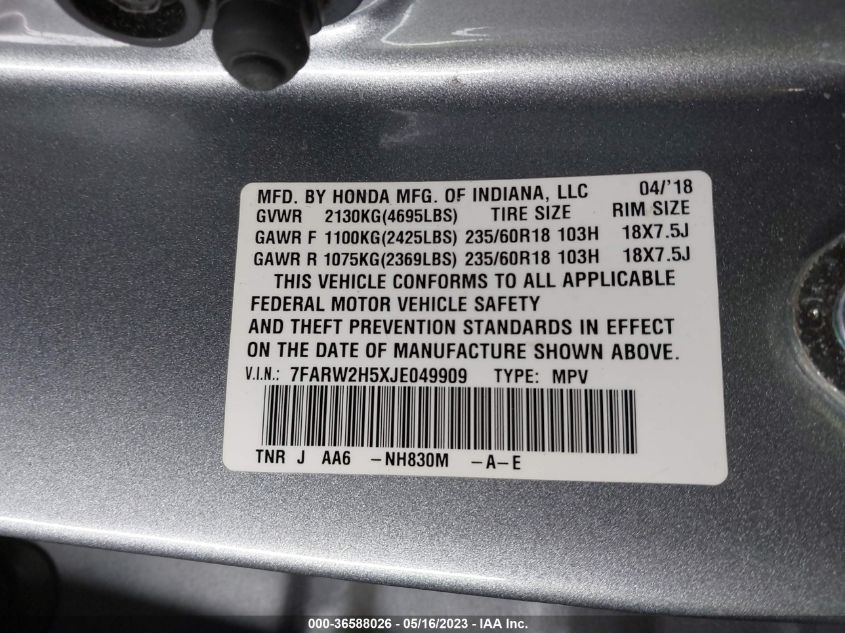 MFD. BY HONDA MFG. OF INDIANA, LLC 04/'18
GVWR 2130KG(4695LBS) TIRE SIZE RIM SIZE
GAWR F 1100KG(2425LBS) 235/60R18 103H 18X7.5J
GAWR R 1075KG(2369LBS) 235/60R18 103H 18X7.5J
THIS VEHICLE CONFORMS TO ALL APPLICABLE
FEDERAL MOTOR VEHICLE SAFETY
AND THEFT PREVENTION STANDARDS IN EFFECT
ON THE DATE OF MANUFACTURE SHOWN ABOVE.
V.I.N.: 7FARW2H5XJE049909 TYPE: MPV
TNR J AA6 -NH830M -A-E
000-36588026 - 05/16/2023 - IAA Inc.